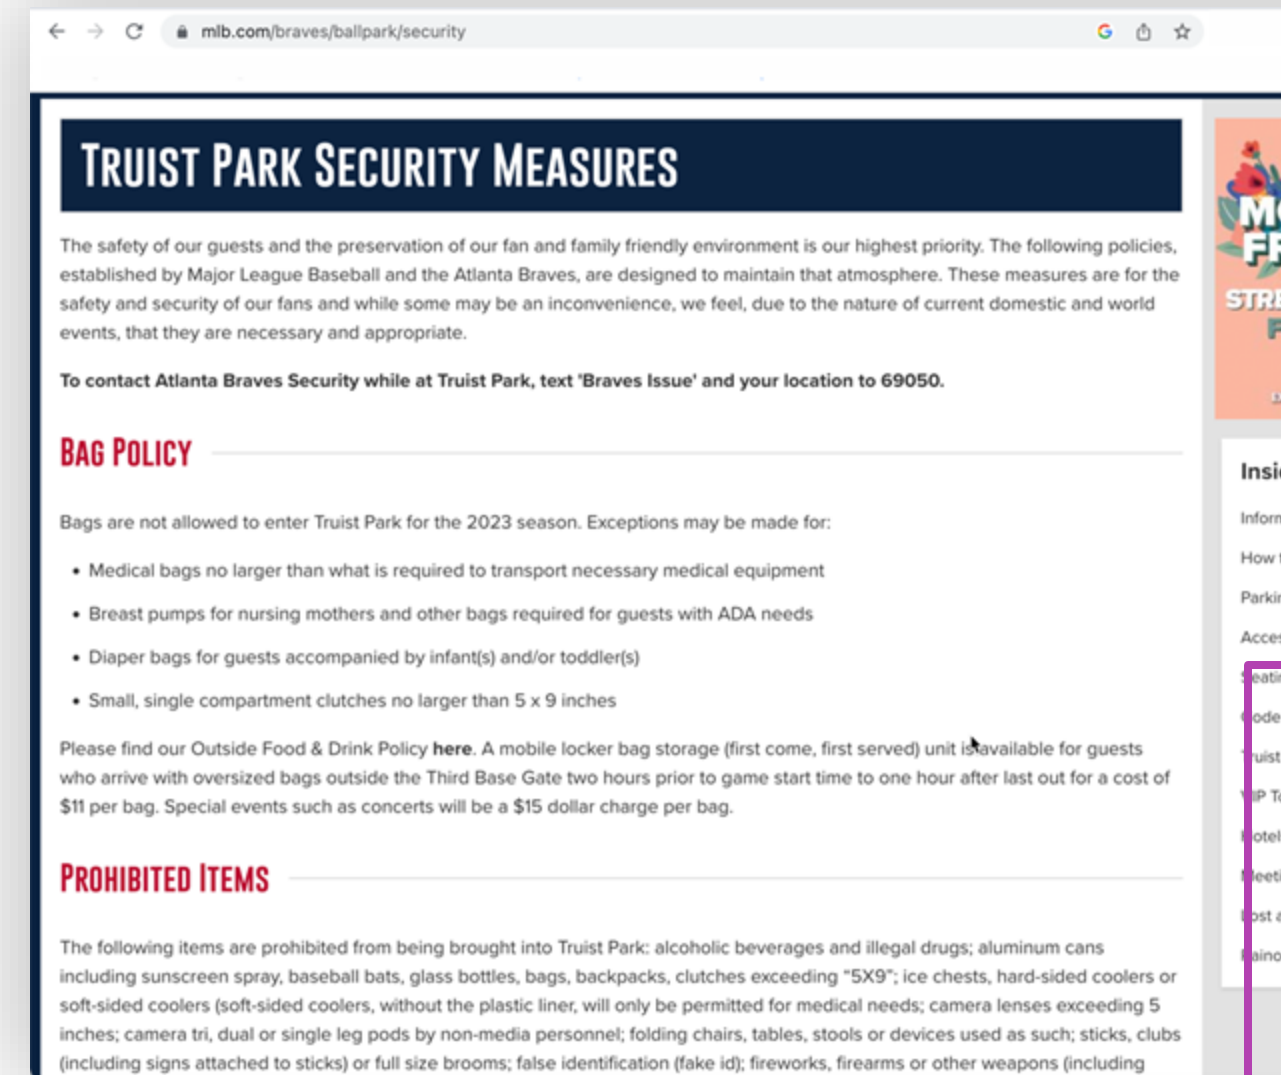 mlb.com/braves/ballpark/security
TRUIST PARK SECURITY MEASURES
The safety of our guests and the preservation of our fan and family friendly environment is our highest priority. The following policies,
established by Major League Baseball and the Atlanta Braves, are designed to maintain that atmosphere. These measures are for the
safety and security of our fans and while some may be an inconvenience, we feel, due to the nature of current domestic and world
events, that they are necessary and appropriate.
To contact Atlanta Braves Security while at Truist Park, text 'Braves Issue' and your location to 69050.
BAG POLICY
Bags are not allowed to enter Truist Park for the 2023 season. Exceptions may be made for:
• Medical bags no larger than what is required to transport necessary medical equipment
• Breast pumps for nursing mothers and other bags required for guests with ADA needs
• Diaper bags for guests accompanied by infant(s) and/or toddler(s)
• Small, single compartment clutches no larger than 5 x 9 inches
Please find our Outside Food & Drink Policy here. A mobile locker bag storage (first come, first served) unit is available for guests
who arrive with oversized bags outside the Third Base Gate two hours prior to game start time to one hour after last out for a cost of
$11 per bag. Special events such as concerts will be a $15 dollar charge per bag.
PROHIBITED ITEMS
The following items are prohibited from being brought into Truist Park: alcoholic beverages and illegal drugs; aluminum cans
including sunscreen spray, baseball bats, glass bottles, bags, backpacks, clutches exceeding "5X9"; ice chests, hard-sided coolers or
soft-sided coolers (soft-sided coolers, without the plastic liner, will only be permitted for medical needs; camera lenses exceeding 5
inches; camera tri, dual or single leg pods by non-media personnel; folding chairs, tables, stools or devices used as such; sticks, clubs
(including signs attached to sticks) or full size brooms; false identification (fake id); fireworks, firearms or other weapons (including
How